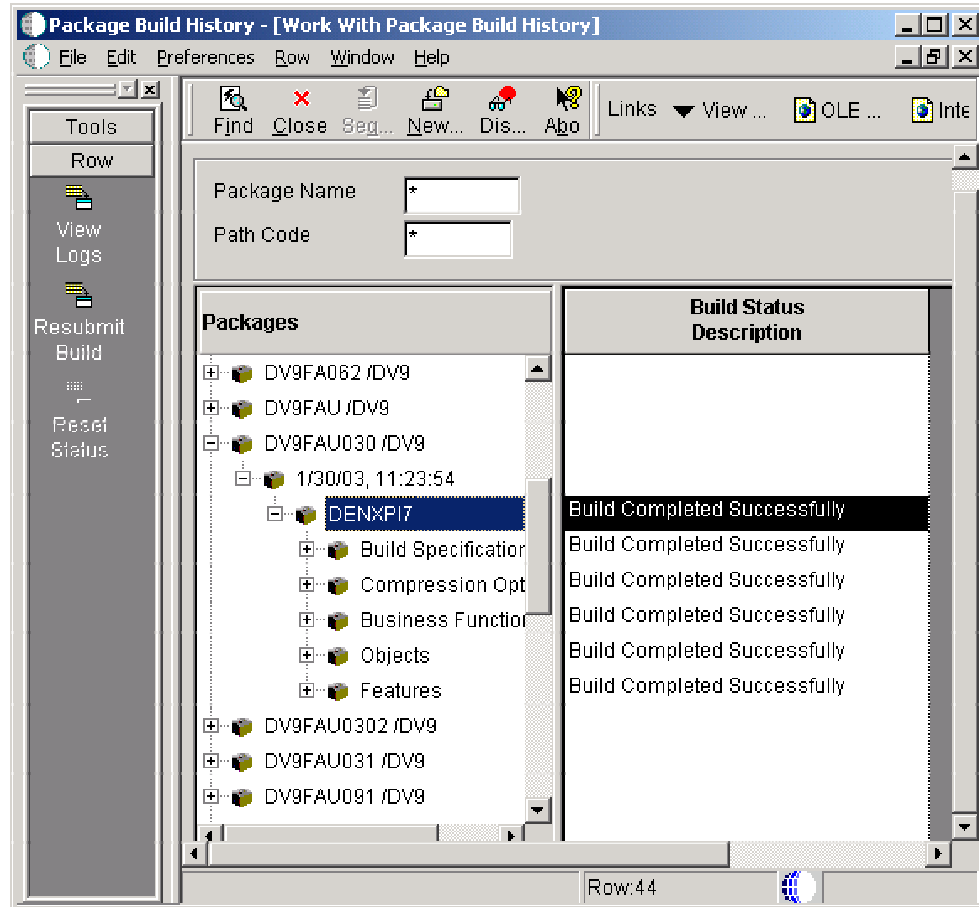 Package Build History - [Work With Package Build History]
File Edit Preferences Row Window Help
Find Close Seq... New... Dis... Abo Links View ... OLE ... Inte
Tools
Row
View
Logs
Resubmit
Build
Reset
Status
Package Name *
Path Code *
Packages
Build Status
Description
DV9FA062 /DV9
DV9FAU /DV9
DV9FAU030 /DV9
1/30/03, 11:23:54
DENXPI7 Build Completed Successfully
Build Specification Build Completed Successfully
Compression Opt Build Completed Successfully
Business Function Build Completed Successfully
Objects Build Completed Successfully
Features Build Completed Successfully
DV9FAU0302 /DV9
DV9FAU031 /DV9
DV9FAU091 /DV9
Row:44